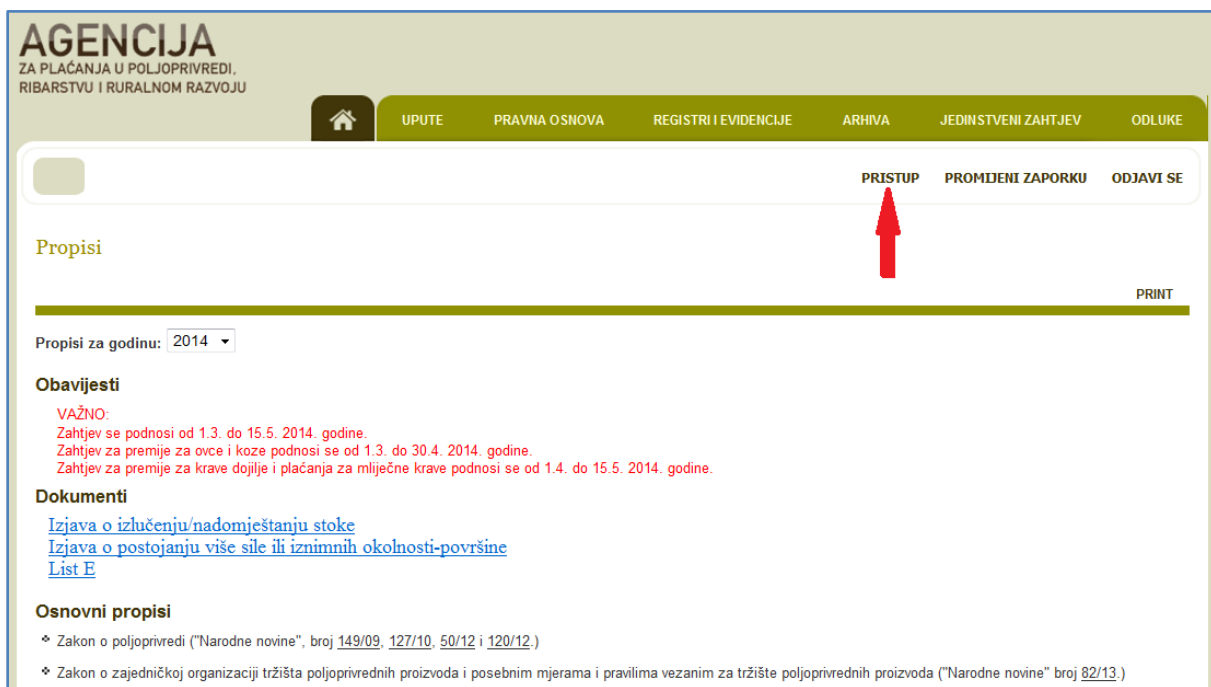 AGENCIJA
ZA PLAĆANJA U POLJOPRIVREDI,
RIBARSTVU I RURALNOM RAZVOJU
UPUTE PRAVNA OSNOVA REGISTRI I EVIDENCIJE ARHIVA JEDINSTVENI ZAHTJEV ODLUKE
PRISTUP PROMIJENI ZAPORKU ODJAVI SE
Propisi
PRINT
Propisi za godinu: 2014
Obavijesti
VAŽNO:
Zahtjev se podnosi od 1.3. do 15.5. 2014. godine.
Zahtjev za premije za ovce i koze podnosi se od 1.3. do 30.4. 2014. godine.
Zahtjev za premije za krave dojilje i plaćanja za mliječne krave podnosi se od 1.4. do 15.5. 2014. godine.
Dokumenti
Izjava o izlučenju/nadomještanju stoke
Izjava o postojanju više sile ili iznimnih okolnosti-površine
List E
Osnovni propisi
❖ Zakon o poljoprivredi ("Narodne novine", broj 149/09, 127/10, 50/12 i 120/12.)
❖ Zakon o zajedničkoj organizaciji tržišta poljoprivrednih proizvoda i posebnim mjerama i pravilima vezanim za tržište poljoprivrednih proizvoda ("Narodne novine" broj 82/13.)